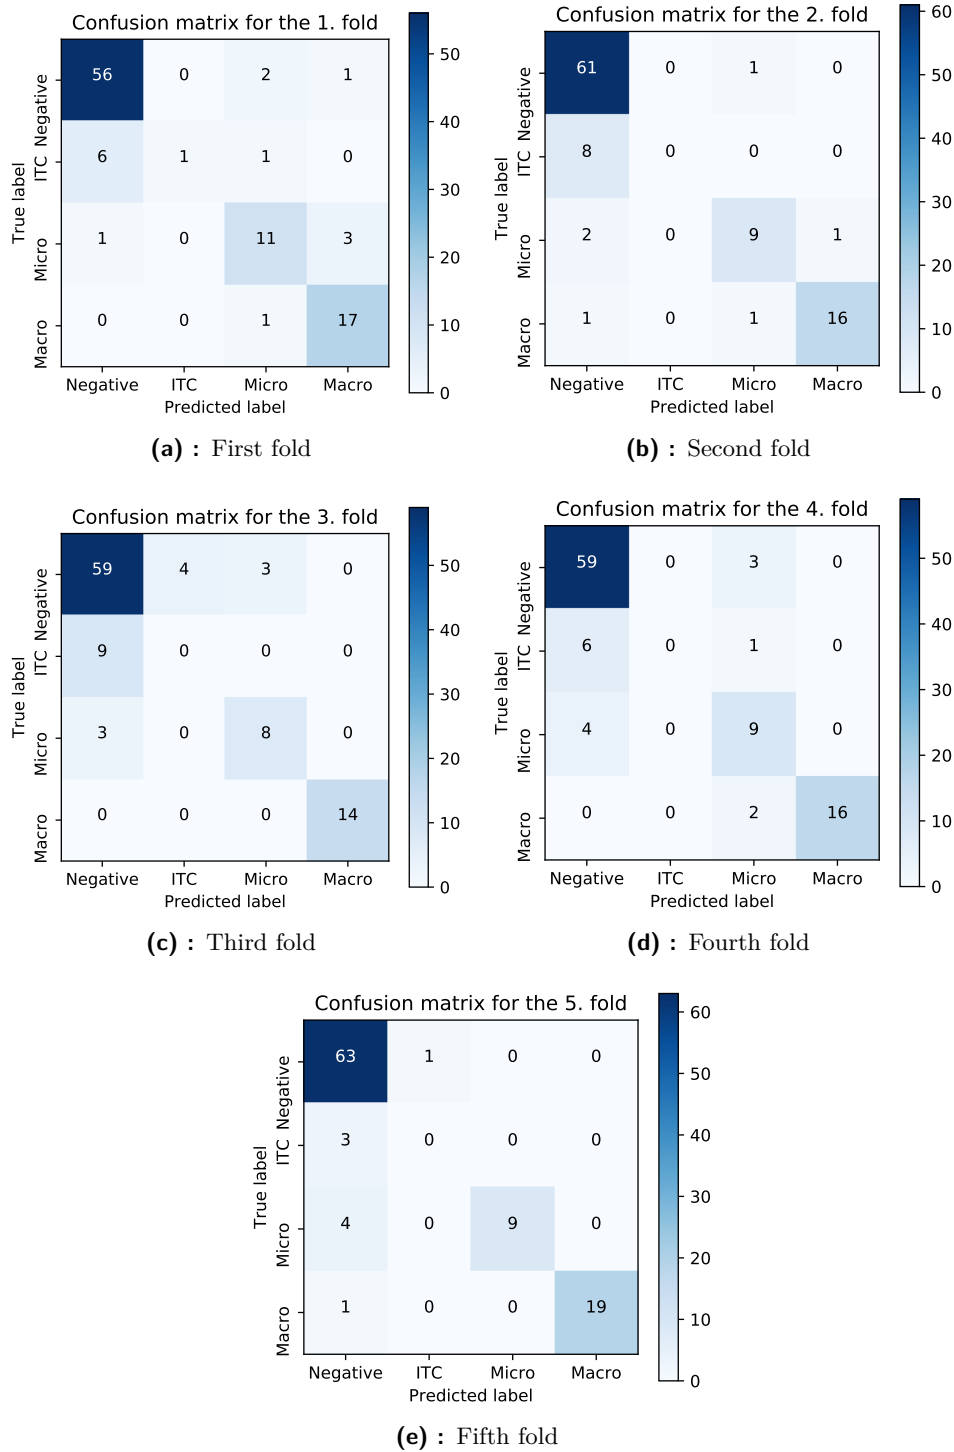 Confusion matrix for the 1. fold
Negative
ITC
Micro
Macro
True label
56 0 2 1
6 1 1 0
1 0 11 3
0 0 1 17
Negative ITC Micro Macro
Predicted label
50
40
30
20
10
0
(a) : First fold
Confusion matrix for the 2. fold
Negative
ITC
Micro
Macro
True label
61 0 1 0
8 0 0 0
2 0 9 1
1 0 1 16
Negative ITC Micro Macro
Predicted label
60
50
40
30
20
10
0
(b) : Second fold
Confusion matrix for the 3. fold
Negative
ITC
Micro
Macro
True label
59 4 3 0
9 0 0 0
3 0 8 0
0 0 0 14
Negative ITC Micro Macro
Predicted label
50
40
30
20
10
0
(c) : Third fold
Confusion matrix for the 4. fold
Negative
ITC
Micro
Macro
True label
59 0 3 0
6 0 1 0
4 0 9 0
0 0 2 16
Negative ITC Micro Macro
Predicted label
50
40
30
20
10
0
(d) : Fourth fold
Confusion matrix for the 5. fold
Negative
ITC
Micro
Macro
True label
63 1 0 0
3 0 0 0
4 0 9 0
1 0 0 19
Negative ITC Micro Macro
Predicted label
60
50
40
30
20
10
0
(e) : Fifth fold